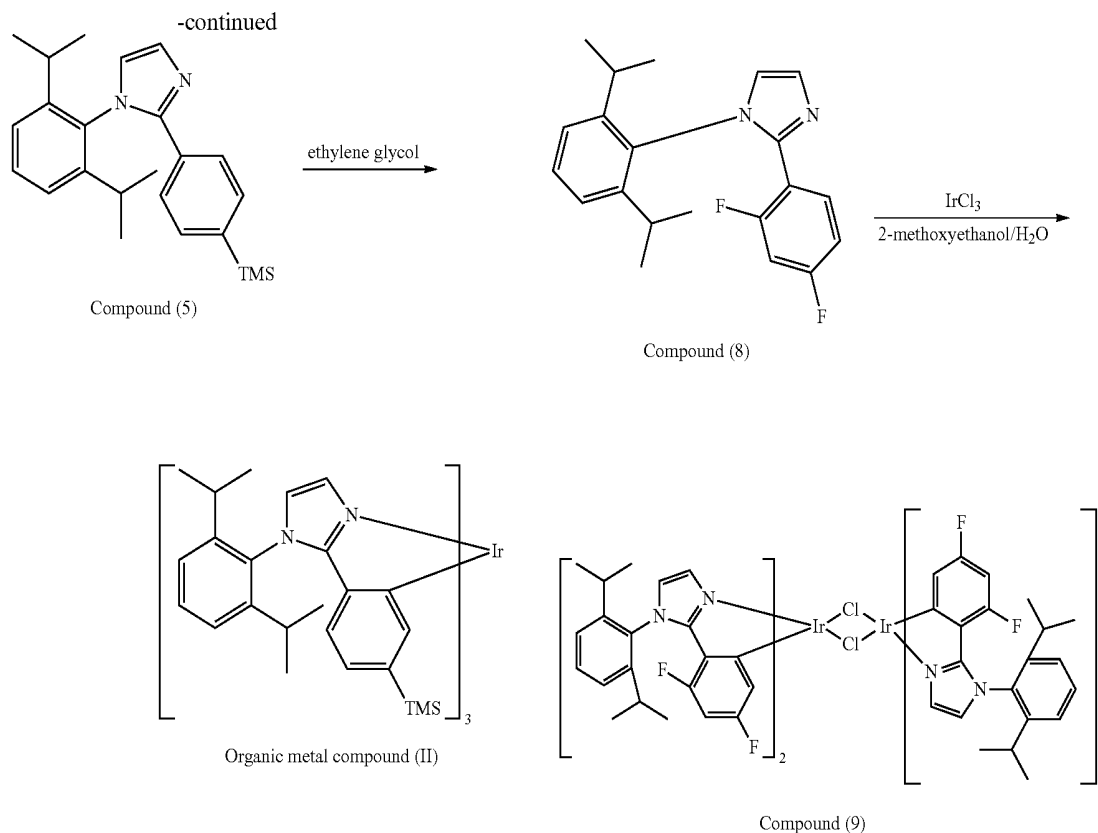 -continued
N
N
TMS
Compound (5)
ethylene glycol
N
N
F
F
Compound (8)
IrCl3
2-methoxyethanol/H2O
N
N
Ir
TMS
3
Organic metal compound (II)
N
N
F
F
2
Ir
Cl
Cl
Ir
F
F
N
N
Compound (9)